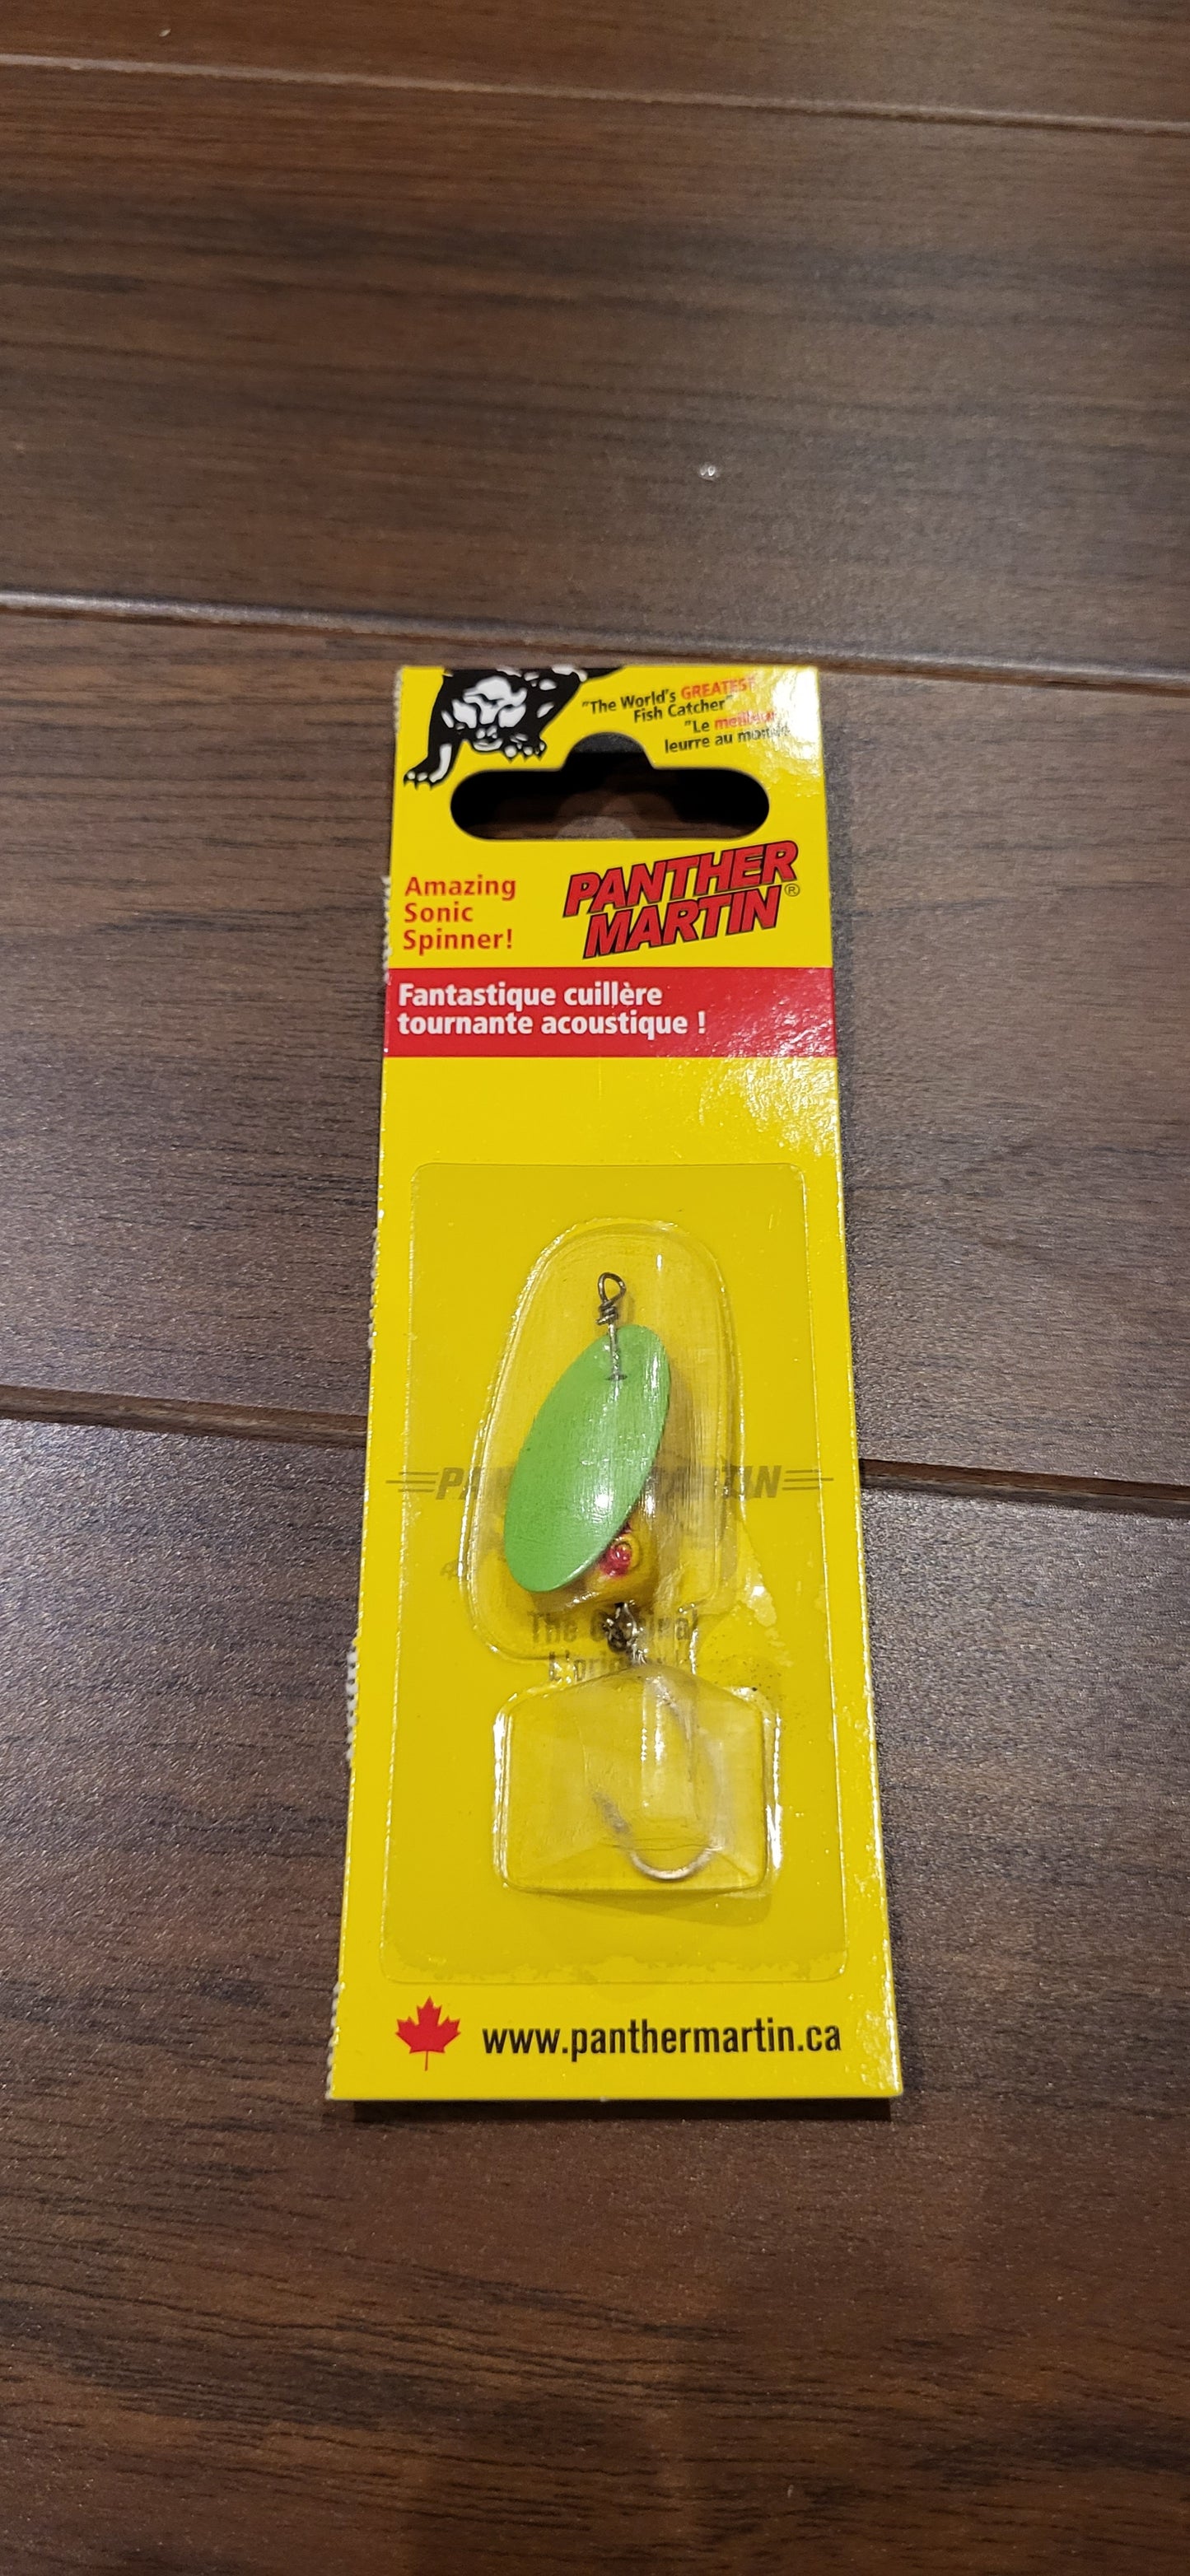 "The World's GREATEST
Fish Catcher"
"Le meilleur
leurre au monde"
Amazing
Sonic
Spinner!
PANTHER
MARTIN®
Fantastique cuillère
tournante acoustique !
The
www.panthermartin.ca